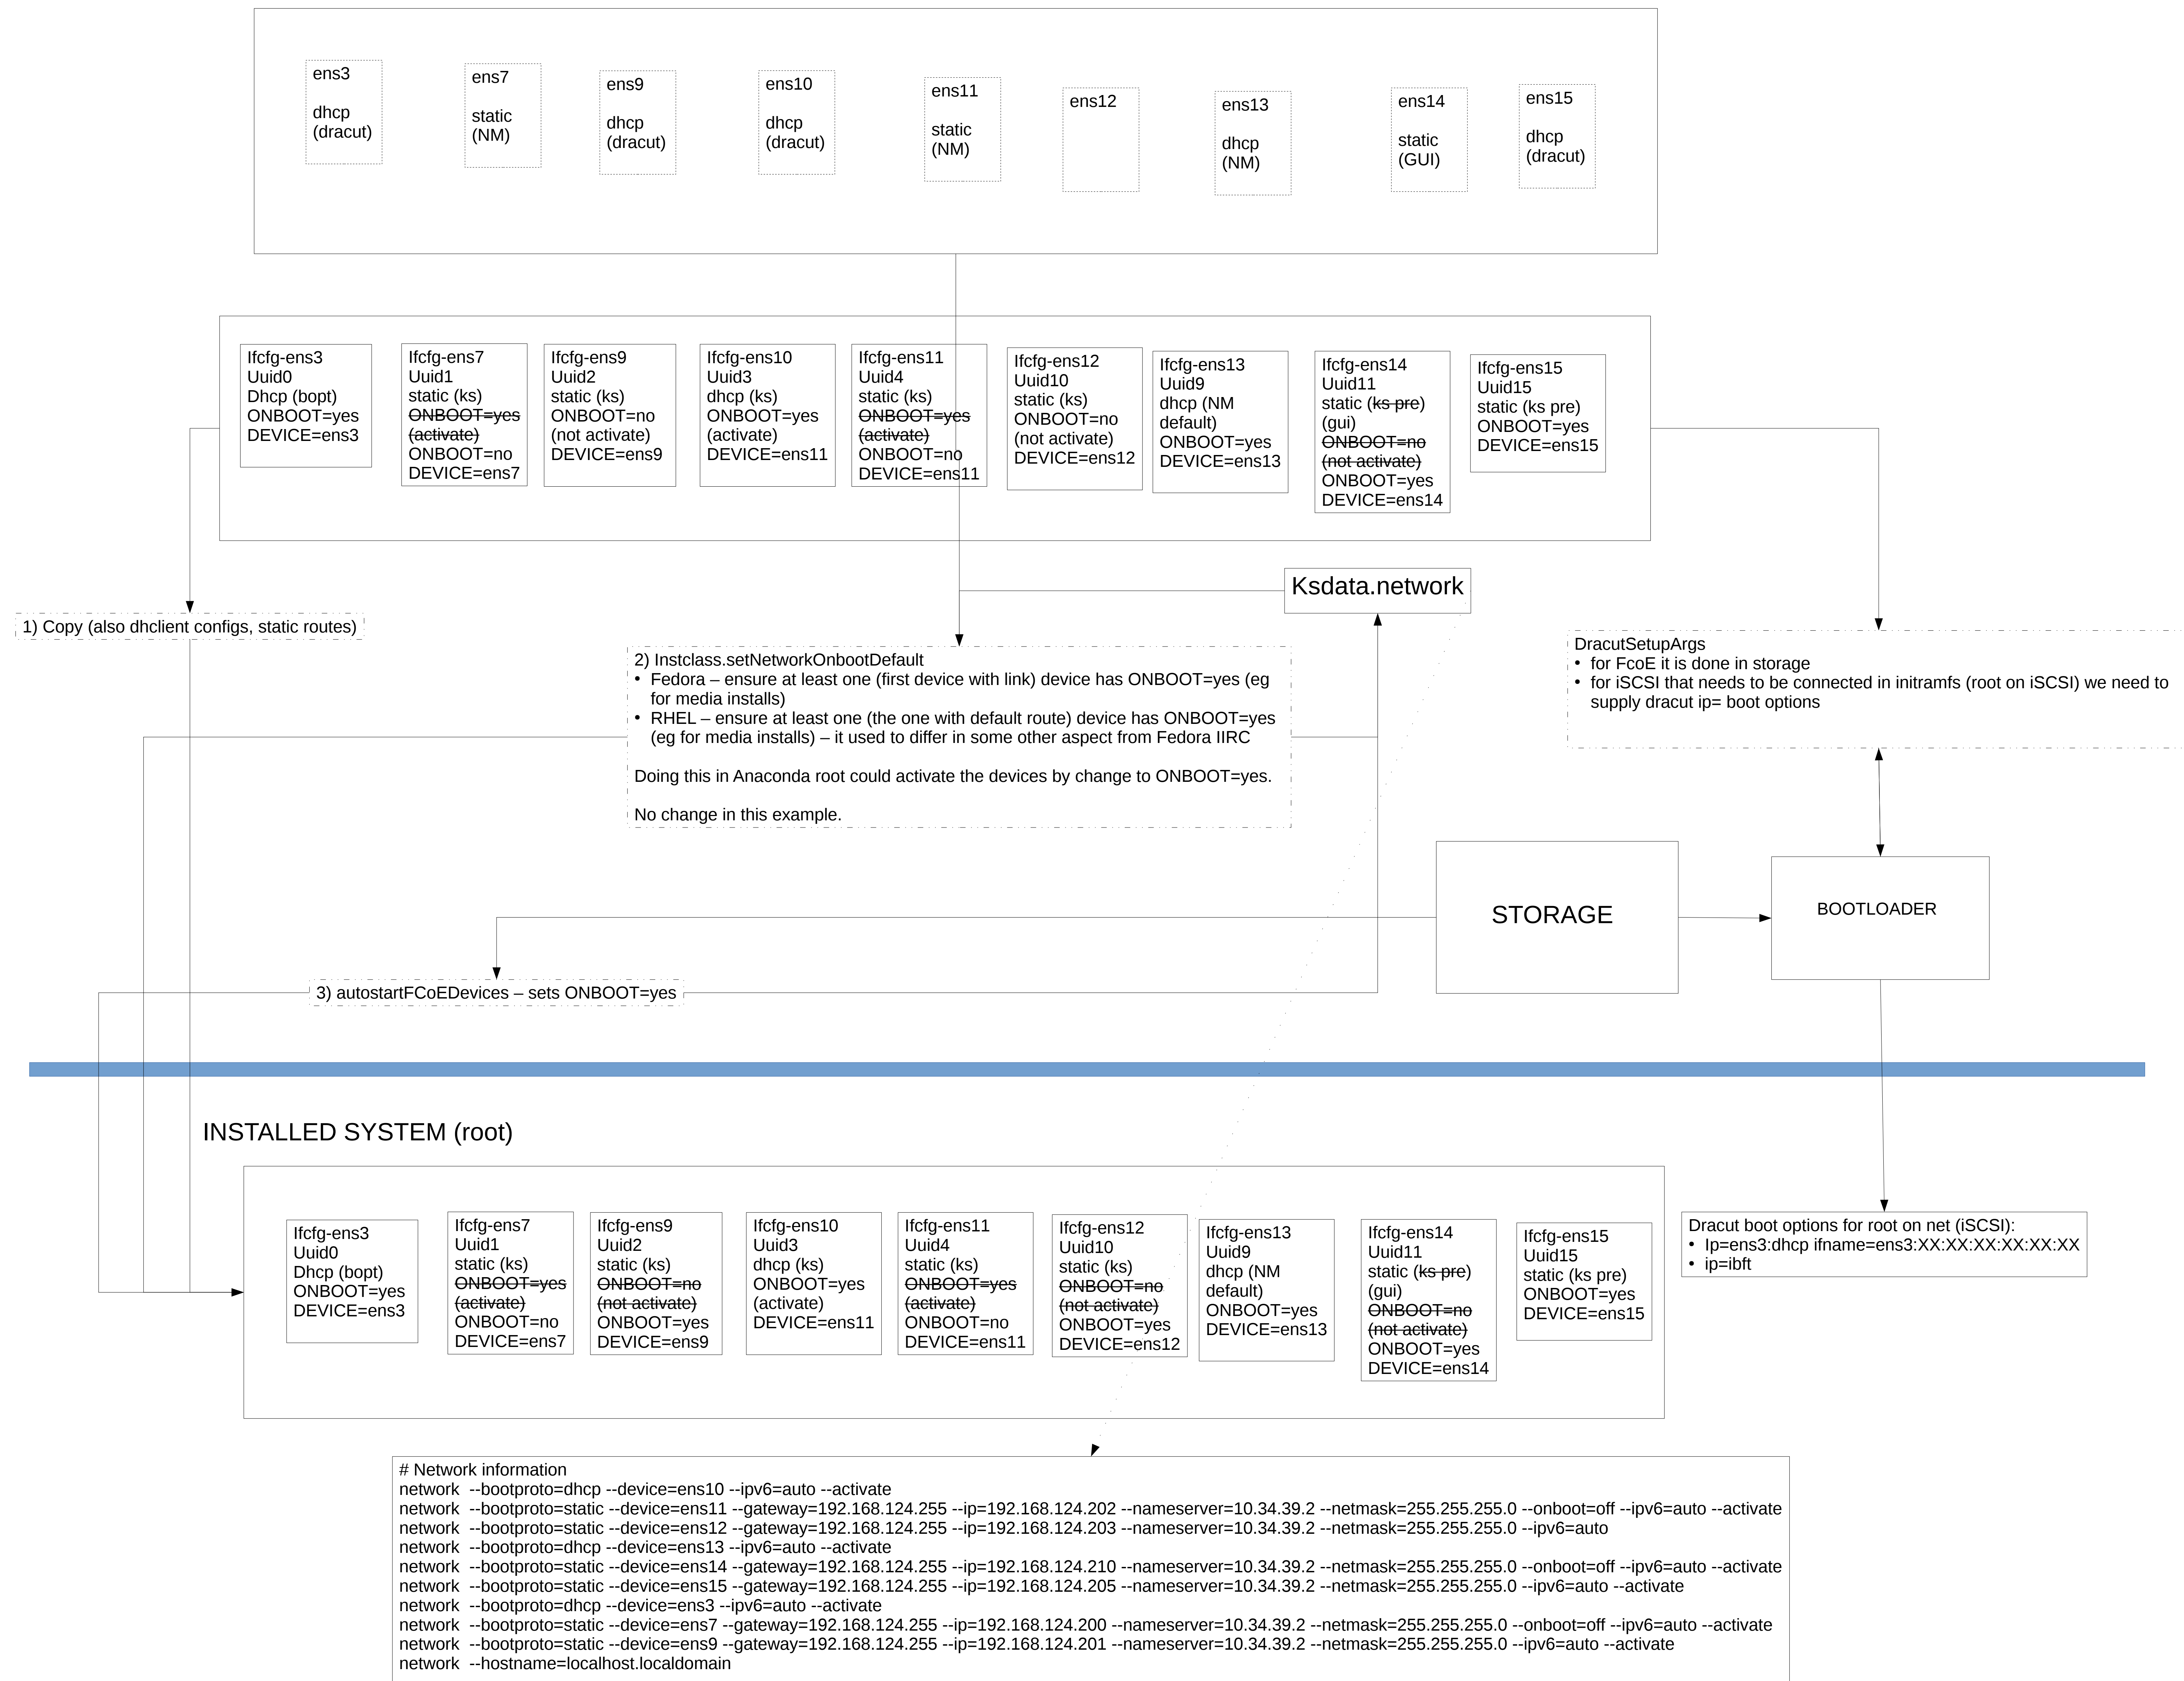 ens3
dhcp
(dracut)
ens7
static
(NM)
ens9
dhcp
(dracut)
ens10
dhcp
(dracut)
ens11
static
(NM)
ens12
ens13
dhcp
(NM)
ens14
static
(GUI)
ens15
dhcp
(dracut)
Ifcfg-ens3
Uuid0
Dhcp (bopt)
ONBOOT=yes
DEVICE=ens3
Ifcfg-ens7
Uuid1
static (ks)
ONBOOT=yes
(activate)
ONBOOT=no
DEVICE=ens7
Ifcfg-ens9
Uuid2
static (ks)
ONBOOT=no
(not activate)
DEVICE=ens9
Ifcfg-ens10
Uuid3
dhcp (ks)
ONBOOT=yes
(activate)
DEVICE=ens11
Ifcfg-ens11
Uuid4
static (ks)
ONBOOT=yes
(activate)
ONBOOT=no
DEVICE=ens11
Ifcfg-ens12
Uuid10
static (ks)
ONBOOT=no
(not activate)
DEVICE=ens12
Ifcfg-ens13
Uuid9
dhcp (NM
default)
ONBOOT=yes
DEVICE=ens13
Ifcfg-ens14
Uuid11
static (ks pre)
(gui)
ONBOOT=no
(not activate)
ONBOOT=yes
DEVICE=ens14
Ifcfg-ens15
Uuid15
static (ks pre)
ONBOOT=yes
DEVICE=ens15
Ksdata.network
1) Copy (also dhclient configs, static routes)
2) Instclass.setNetworkOnbootDefault
• Fedora – ensure at least one (first device with link) device has ONBOOT=yes (eg
for media installs)
• RHEL – ensure at least one (the one with default route) device has ONBOOT=yes
(eg for media installs) – it used to differ in some other aspect from Fedora IIRC
Doing this in Anaconda root could activate the devices by change to ONBOOT=yes.
No change in this example.
DracutSetupArgs
• for FcoE it is done in storage
• for iSCSI that needs to be connected in initramfs (root on iSCSI) we need to
supply dracut ip= boot options
STORAGE
BOOTLOADER
3) autostartFCoEDevices – sets ONBOOT=yes
INSTALLED SYSTEM (root)
Ifcfg-ens3
Uuid0
Dhcp (bopt)
ONBOOT=yes
DEVICE=ens3
Ifcfg-ens7
Uuid1
static (ks)
ONBOOT=yes
(activate)
ONBOOT=no
DEVICE=ens7
Ifcfg-ens9
Uuid2
static (ks)
ONBOOT=no
(not activate)
ONBOOT=yes
DEVICE=ens9
Ifcfg-ens10
Uuid3
dhcp (ks)
ONBOOT=yes
(activate)
DEVICE=ens11
Ifcfg-ens11
Uuid4
static (ks)
ONBOOT=yes
(activate)
ONBOOT=no
DEVICE=ens11
Ifcfg-ens12
Uuid10
static (ks)
ONBOOT=no
(not activate)
ONBOOT=yes
DEVICE=ens12
Ifcfg-ens13
Uuid9
dhcp (NM
default)
ONBOOT=yes
DEVICE=ens13
Ifcfg-ens14
Uuid11
static (ks pre)
(gui)
ONBOOT=no
(not activate)
ONBOOT=yes
DEVICE=ens14
Ifcfg-ens15
Uuid15
static (ks pre)
ONBOOT=yes
DEVICE=ens15
Dracut boot options for root on net (iSCSI):
• Ip=ens3:dhcp ifname=ens3:XX:XX:XX:XX:XX:XX
• ip=ibft
# Network information
network  --bootproto=dhcp --device=ens10 --ipv6=auto --activate
network  --bootproto=static --device=ens11 --gateway=192.168.124.255 --ip=192.168.124.202 --nameserver=10.34.39.2 --netmask=255.255.255.0 --onboot=off --ipv6=auto --activate
network  --bootproto=static --device=ens12 --gateway=192.168.124.255 --ip=192.168.124.203 --nameserver=10.34.39.2 --netmask=255.255.255.0 --ipv6=auto
network  --bootproto=dhcp --device=ens13 --ipv6=auto --activate
network  --bootproto=static --device=ens14 --gateway=192.168.124.255 --ip=192.168.124.210 --nameserver=10.34.39.2 --netmask=255.255.255.0 --onboot=off --ipv6=auto --activate
network  --bootproto=static --device=ens15 --gateway=192.168.124.255 --ip=192.168.124.205 --nameserver=10.34.39.2 --netmask=255.255.255.0 --ipv6=auto --activate
network  --bootproto=dhcp --device=ens3 --ipv6=auto --activate
network  --bootproto=static --device=ens7 --gateway=192.168.124.255 --ip=192.168.124.200 --nameserver=10.34.39.2 --netmask=255.255.255.0 --onboot=off --ipv6=auto --activate
network  --bootproto=static --device=ens9 --gateway=192.168.124.255 --ip=192.168.124.201 --nameserver=10.34.39.2 --netmask=255.255.255.0 --ipv6=auto --activate
network  --hostname=localhost.localdomain